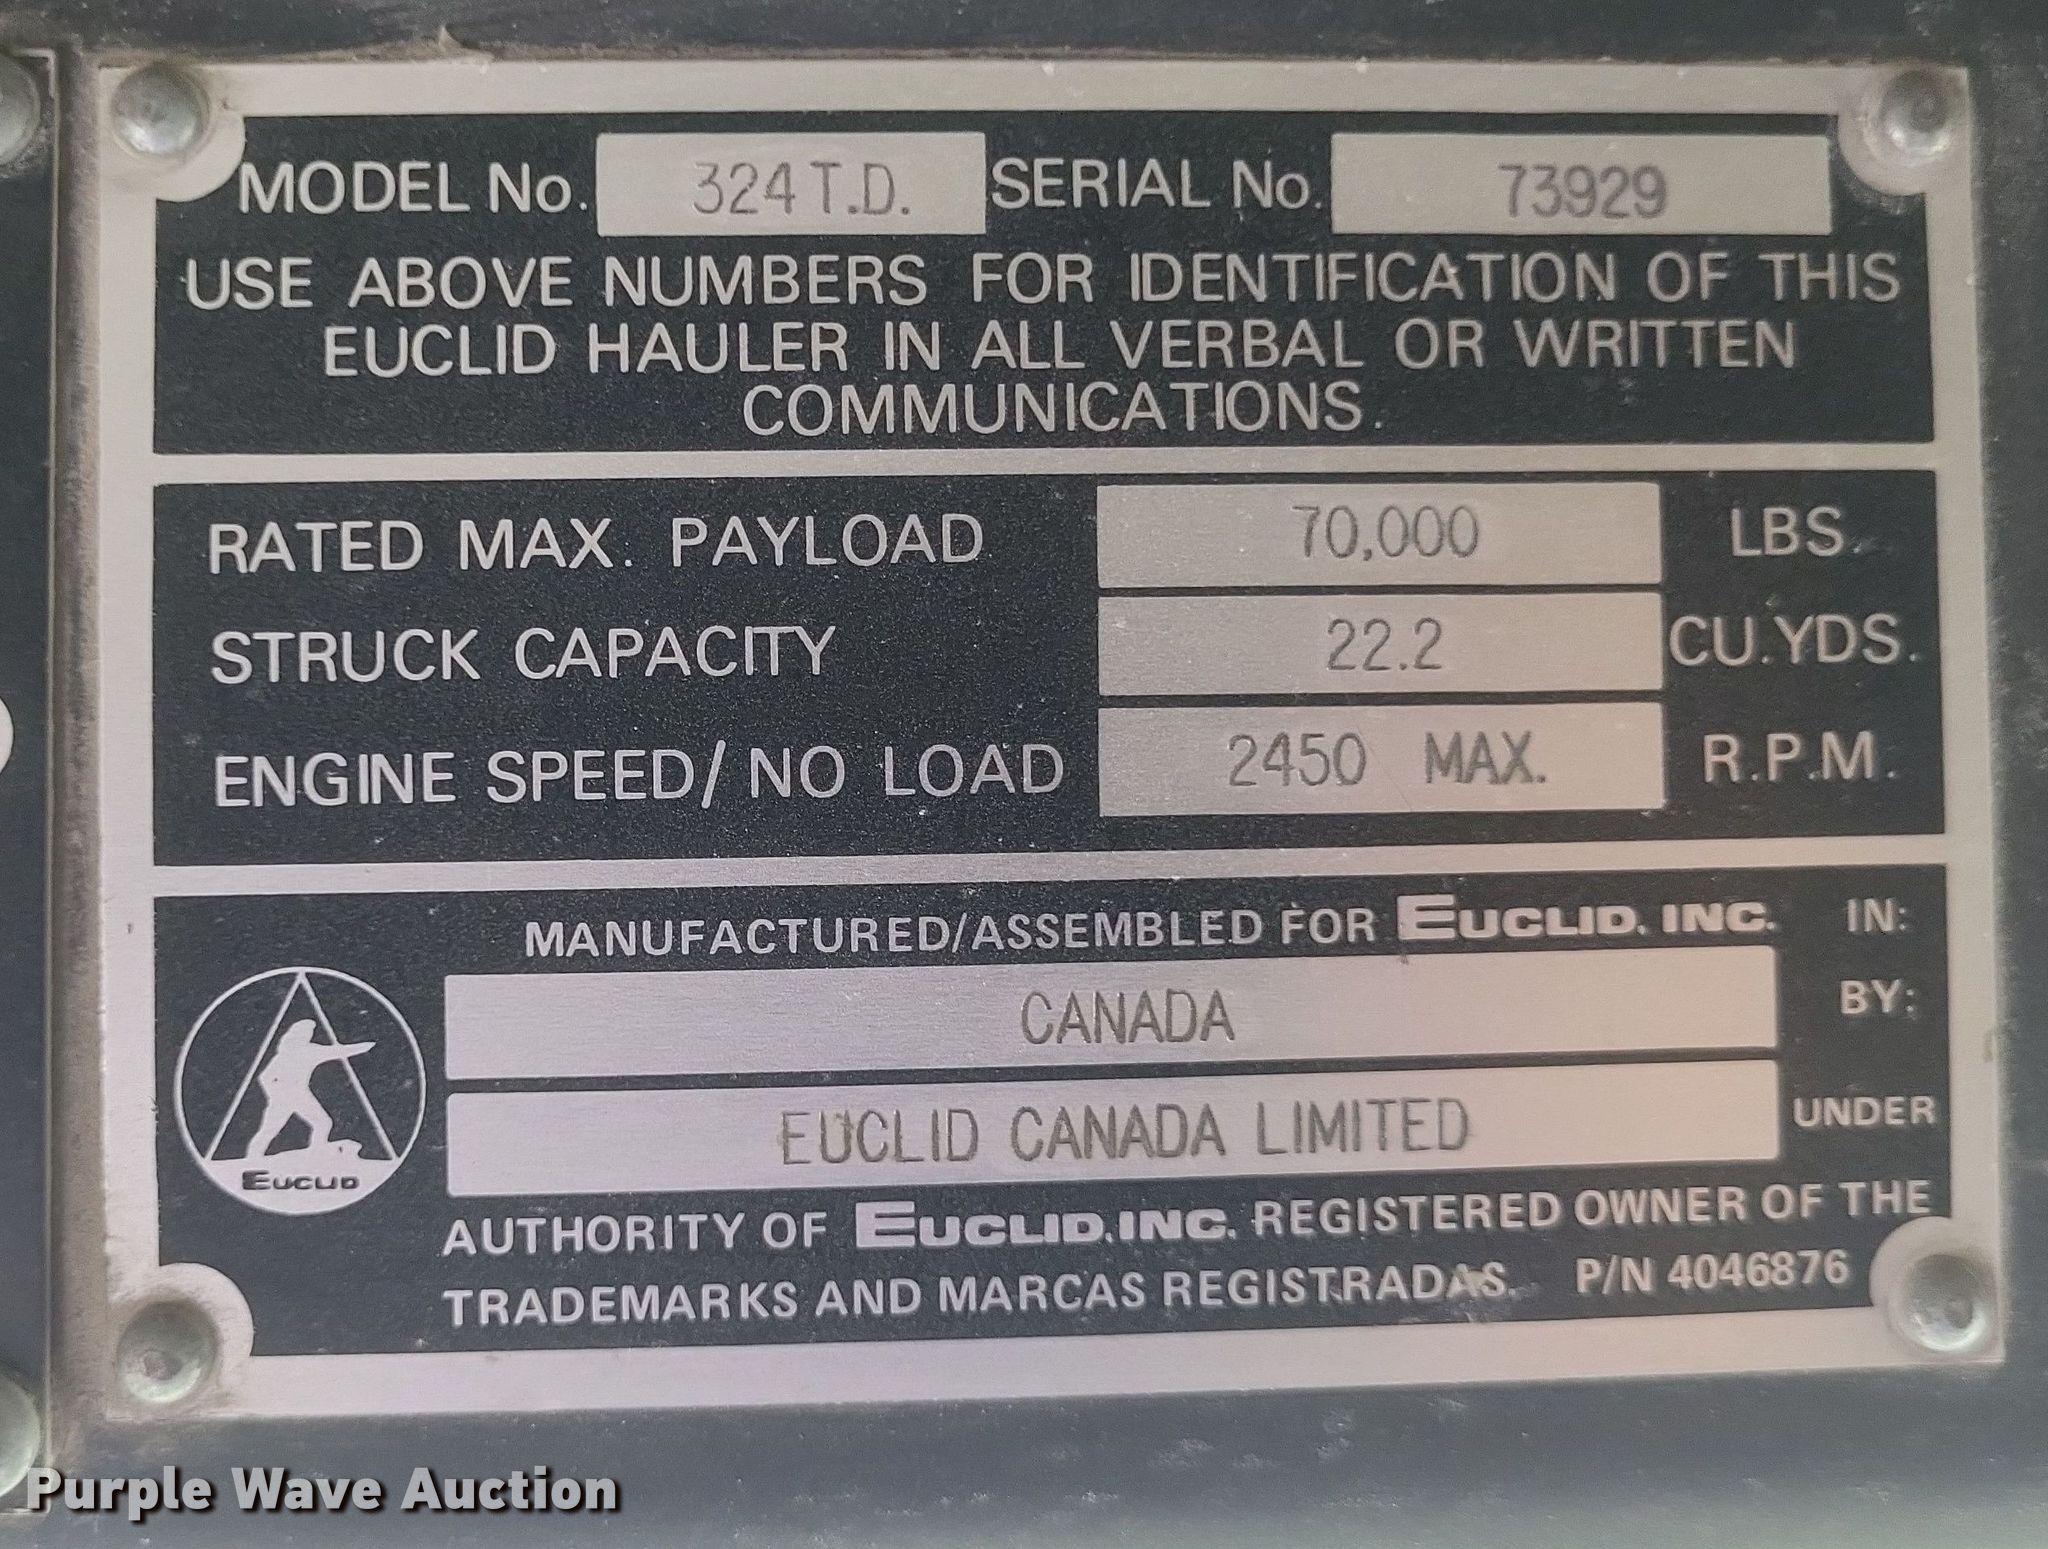 MODEL No. 324 T.D. SERIAL No. 73929
USE ABOVE NUMBERS FOR IDENTIFICATION OF THIS
EUCLID HAULER IN ALL VERBAL OR WRITTEN
COMMUNICATIONS.
RATED MAX. PAYLOAD 70,000 LBS.
STRUCK CAPACITY 22.2 CU.YDS.
ENGINE SPEED/ NO LOAD 2450 MAX. R.P.M.
MANUFACTURED/ASSEMBLED FOR EUCLID, INC. IN:
CANADA BY:
EUCLID CANADA LIMITED UNDER
EUCLID
AUTHORITY OF EUCLID, INC. REGISTERED OWNER OF THE
TRADEMARKS AND MARCAS REGISTRADAS. P/N 4046876
Purple Wave Auction